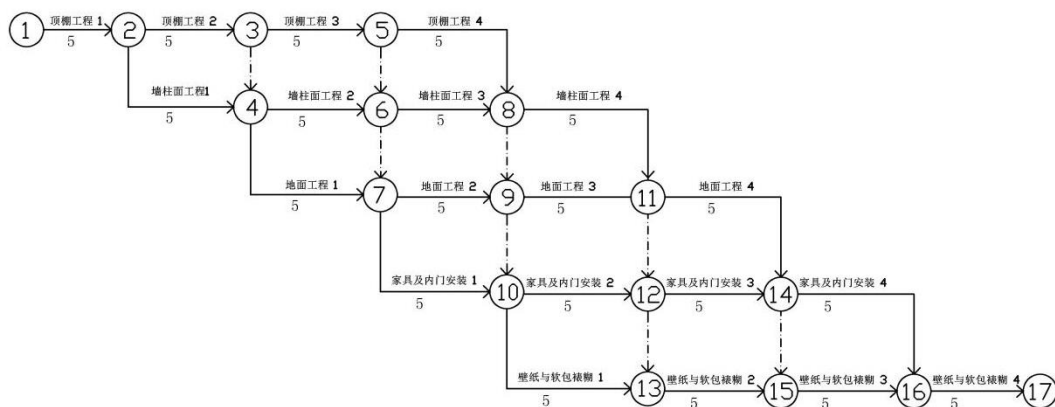 1 顶棚工程 1 2 顶棚工程 2 3 顶棚工程 3 5 顶棚工程 4
5 5 5 5
墙柱面工程1 4 墙柱面工程 2 6 墙柱面工程 3 8 墙柱面工程 4
5 5 5 5
地面工程 1 7 地面工程 2 9 地面工程 3 11 地面工程 4
5 5 5 5
家具及内门安装 1 10 家具及内门安装 2 12 家具及内门安装 3 14 家具及内门安装 4
5 5 5 5
壁纸与软包裱糊 1 13 壁纸与软包裱糊 2 15 壁纸与软包裱糊 3 16 壁纸与软包裱糊 4 17
5 5 5 5